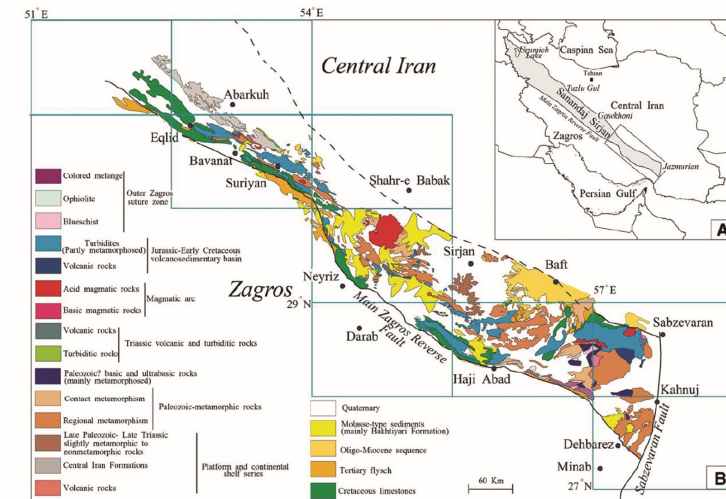 51°E
54°E
Central Iran
Abarkuh
Eqlid
Bavanat
Suriyan
Shahr-e Babak
Sirjan
Baft
57°E
Neyriz
Zagros
29°N
Main Zagros Reverse
Fault
Darab
Haji Abad
Sabzevaran
Kahnuj
Dehbarez
Minab
27°N
Sabzevaran Fault
60 Km
B
Urumieh
Lake
Caspian Sea
Tehran
Tuzlu Gul
Sanandaj Sirjan
Central Iran
Gawkhoni
Main Zagros Reverse Fault
Zagros
Jazmurian
Persian Gulf
A
Colored melange
Ophiolite
Blueschist
Outer Zagros
suture zone
Turbidites
(Partly metamorphosed)
Volcanic rocks
Jurassic-Early Cretaceous
volcanosedimentary basin
Acid magmatic rocks
Basic magmatic rocks
Magmatic arc
Volcanic rocks
Turbiditic rocks
Triassic volcanic and turbiditic rocks
Paleozoic? basic and ultrabasic rocks
(mainly metamorphosed)
Contact metamorphism
Regional metamorphism
Paleozoic-metamorphic rocks
Late Paleozoic- Late Triassic
slightly metamorphic to
nonmetamorphic rocks
Central Iran Formations
Volcanic rocks
Platform and continental
shelf series
Quaternary
Molasse-type sediments
(mainly Bakhtiyari Formation)
Oligo-Miocene sequence
Tertiary flysch
Cretaceous limestones